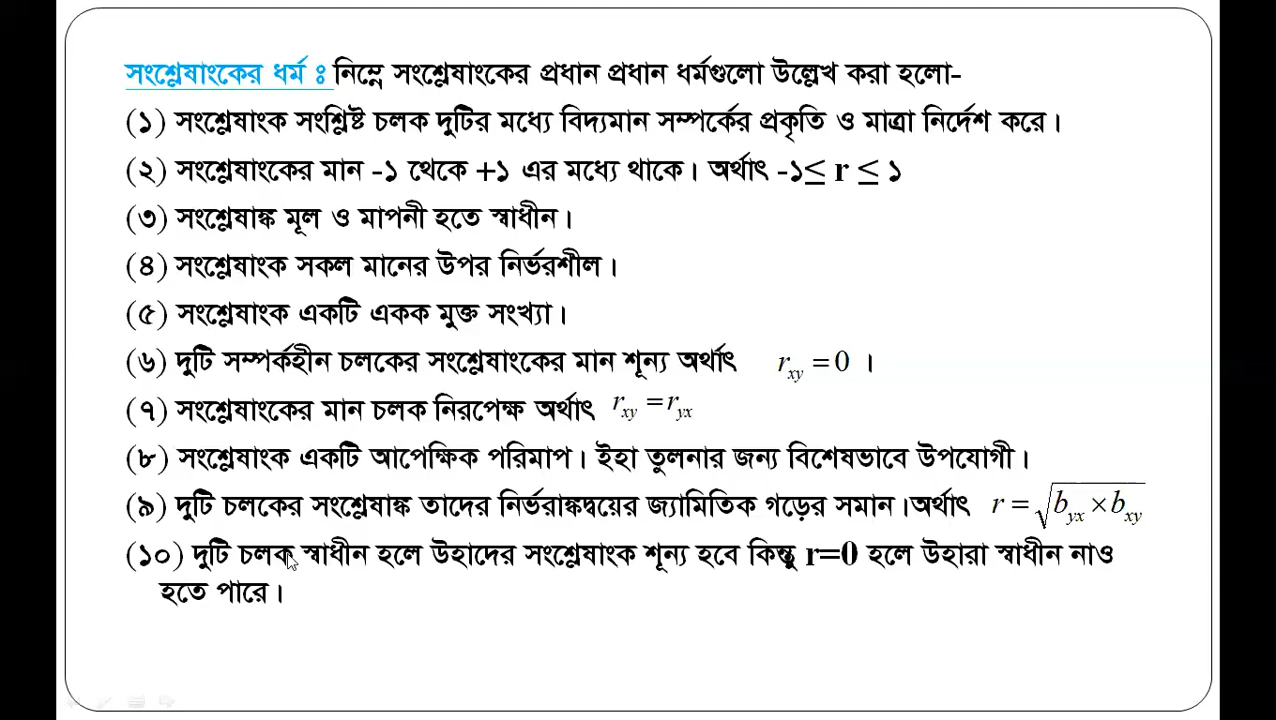 সংশ্লেষাংকের ধর্ম ঃ নিম্নে সংশ্লেষাংকের প্রধান প্রধান ধর্মগুলো উল্লেখ করা হলো-
(১) সংশ্লেষাংক সংশ্লিষ্ট চলক দুটির মধ্যে বিদ্যমান সম্পর্কের প্রকৃতি ও মাত্রা নির্দেশ করে।
(২) সংশ্লেষাংকের মান -১ থেকে +১ এর মধ্যে থাকে। অর্থাৎ -১≤ r ≤ ১
(৩) সংশ্লেষাঙ্ক মূল ও মাপনী হতে স্বাধীন।
(৪) সংশ্লেষাংক সকল মানের উপর নির্ভরশীল।
(৫) সংশ্লেষাংক একটি একক মুক্ত সংখ্যা।
(৬) দুটি সম্পর্কহীন চলকের সংশ্লেষাংকের মান শূন্য অর্থাৎ r_xy = 0 ।
(৭) সংশ্লেষাংকের মান চলক নিরপেক্ষ অর্থাৎ r_xy = r_yx
(৮) সংশ্লেষাংক একটি আপেক্ষিক পরিমাপ। ইহা তুলনার জন্য বিশেষভাবে উপযোগী।
(৯) দুটি চলকের সংশ্লেষাঙ্ক তাদের নির্ভরাঙ্কদ্বয়ের জ্যামিতিক গড়ের সমান।অর্থাৎ r = √(b_yx × b_xy)
(১০) দুটি চলক স্বাধীন হলে উহাদের সংশ্লেষাংক শূন্য হবে কিন্তু r=0 হলে উহারা স্বাধীন নাও
হতে পারে।